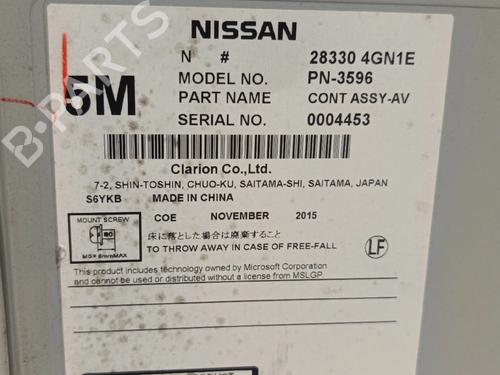 NISSAN
N # 28330 4GN1E
5M
MODEL NO. PN-3596
PART NAME CONT ASSY-AV
SERIAL NO. 0004453
Clarion Co.,Ltd.
7-2, SHIN-TOSHIN, CHUO-KU, SAITAMA-SHI, SAITAMA, JAPAN
S6YKB MADE IN CHINA
COE NOVEMBER 2015
MOUNT SCREW
M5×8mmMAX
床に落とした場合は廃棄すること
TO THROW AWAY IN CASE OF FREE-FALL
LF
This product includes technology owned by Microsoft Corporation
and cannot be used or distributed without a license from MSLGP.
B-PARTS